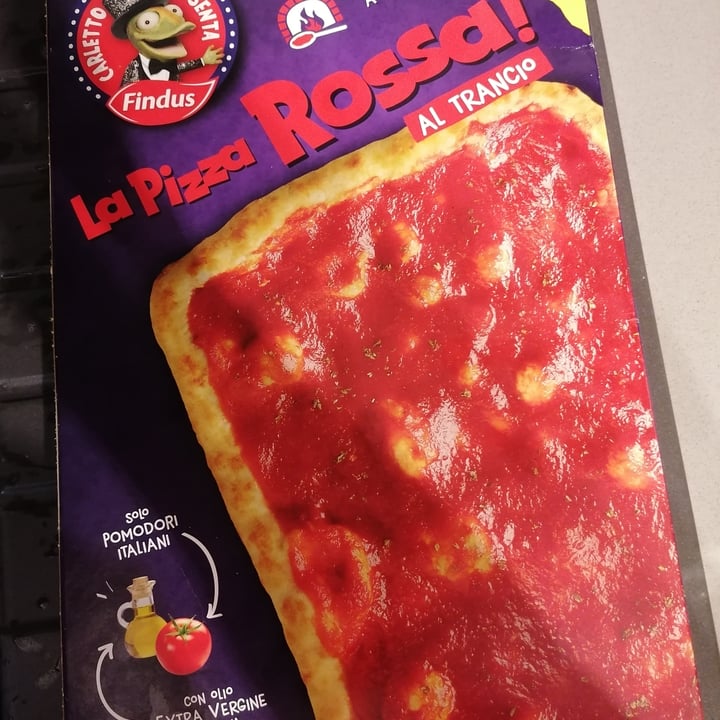 CARLETTO
SENTA
Findus
A
La Pizza Rossa!
AL TRANCIO
SOLO
POMODORI
ITALIANI
CON OLIO
EXTRA VERGINE